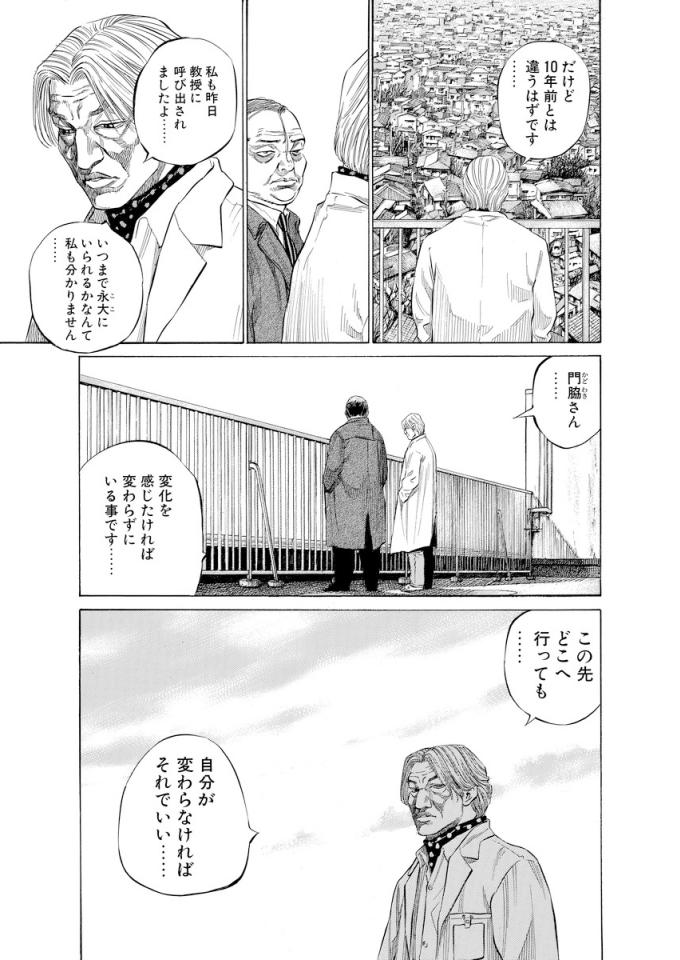 だけど
10年前とは
違うはずです
……
私も昨日
教授に
呼び出され
ましたよ……
いつまで永大に
いられるかなんて
私も分かりません
……
門脇さん
……
変化を
感じたければ
変わらずに
いる事です……
この先
どこへ
行っても
……
自分が
変わらなければ
それでいい……